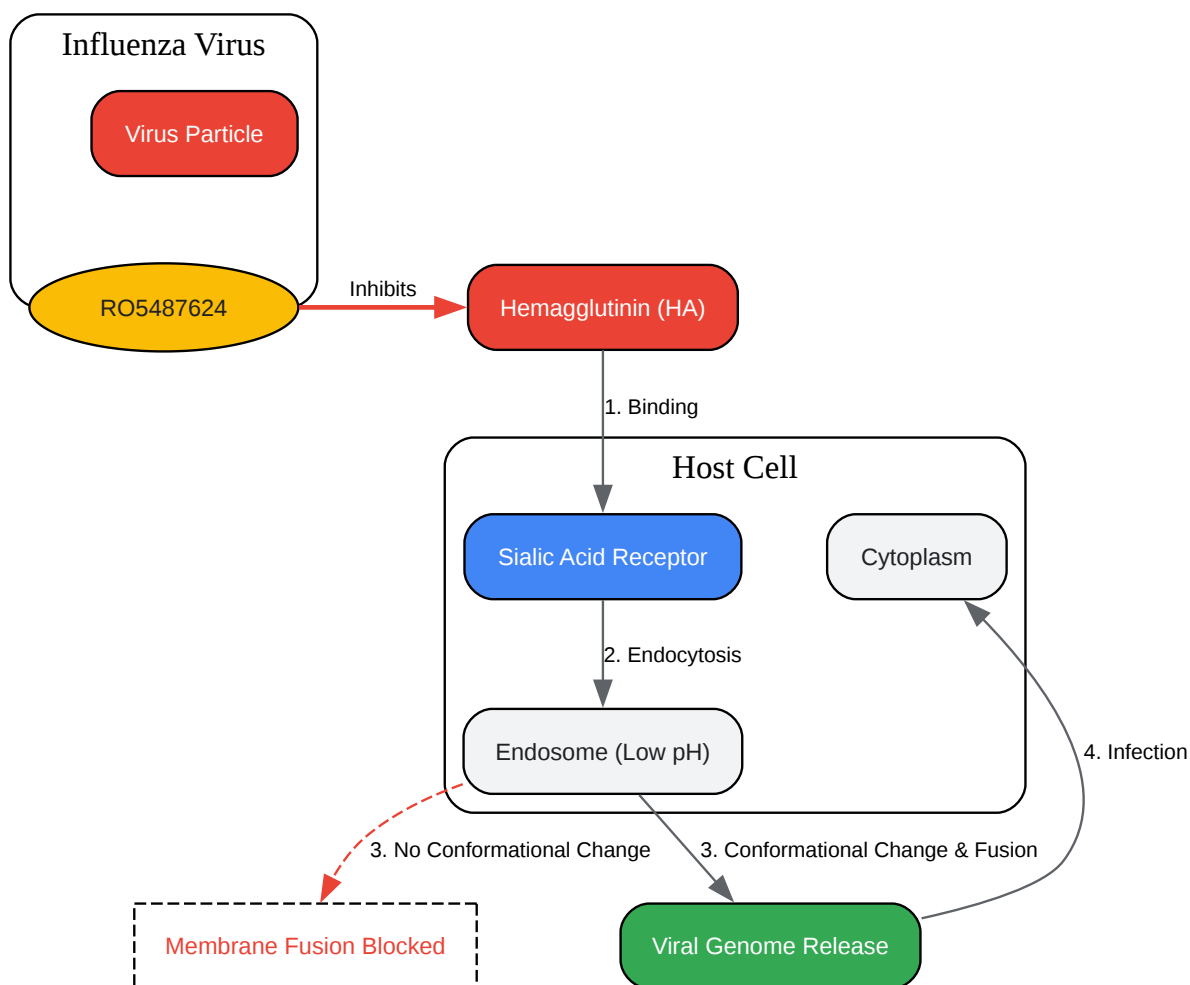 Influenza Virus
Virus Particle
RO5487624
Inhibits
Hemagglutinin (HA)
1. Binding
Host Cell
Sialic Acid Receptor
Cytoplasm
2. Endocytosis
Endosome (Low pH)
4. Infection
3. No Conformational Change
3. Conformational Change & Fusion
Membrane Fusion Blocked
Viral Genome Release